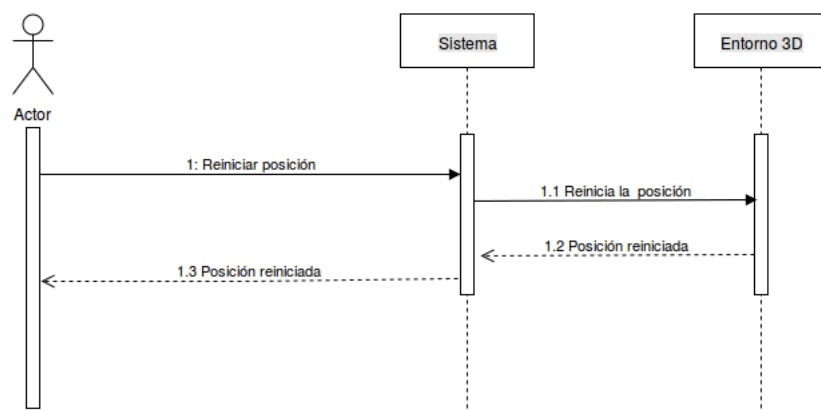 Sistema
Entorno 3D
Actor
1: Reiniciar posición
1.1 Reinicia la posición
1.2 Posición reiniciada
1.3 Posición reiniciada